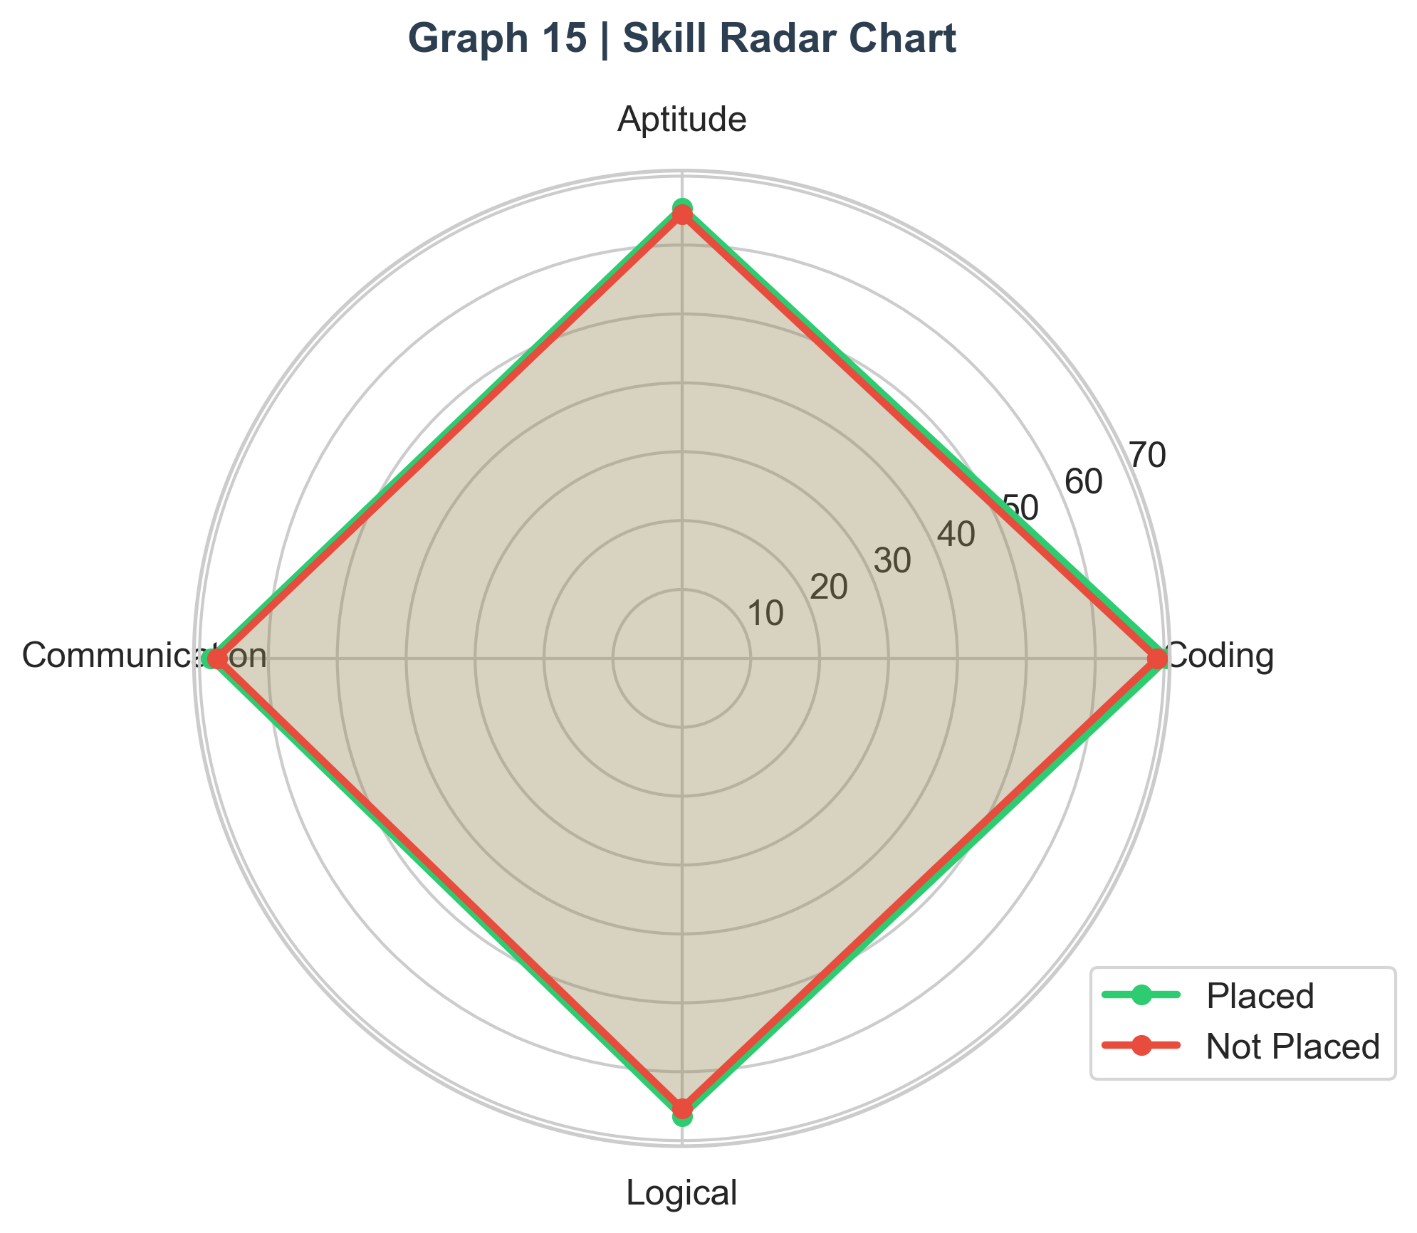 Graph 15 | Skill Radar Chart
Aptitude
70
60
50
40
30
20
10
Communication
Coding
Placed
Not Placed
Logical